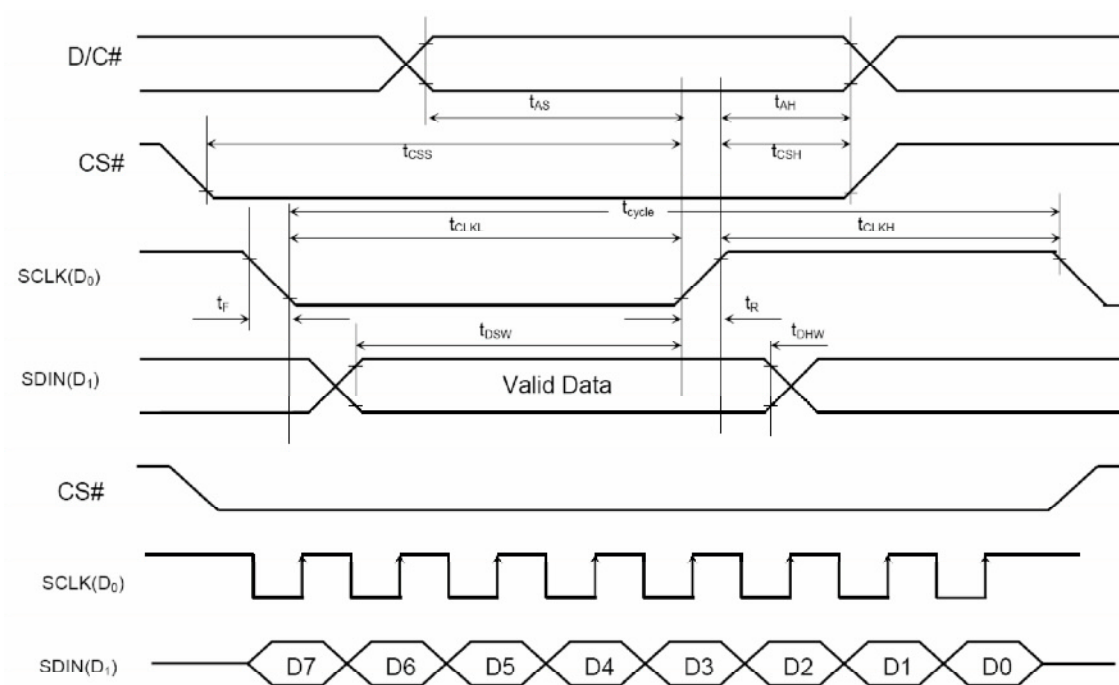 D/C#
tAS
tAH
CS#
tCSS
tCSH
tcycle
tCLKL
tCLKH
SCLK(D0)
tF
tR
tDSW
tDHW
SDIN(D1)
Valid Data
CS#
SCLK(D0)
SDIN(D1)
D7 D6 D5 D4 D3 D2 D1 D0